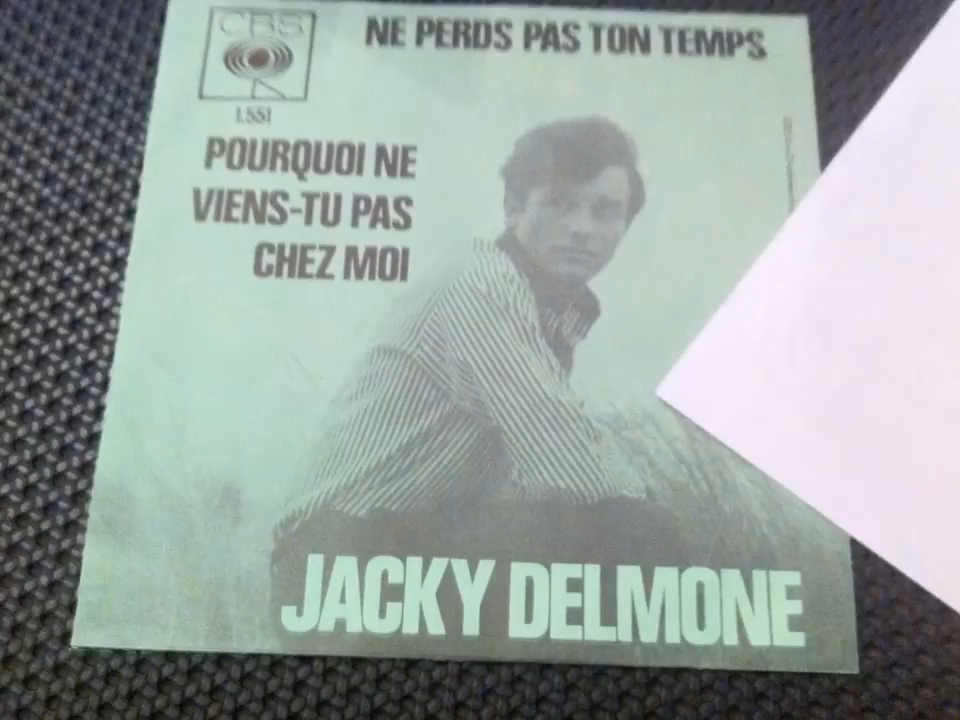 CBS
NE PERDS PAS TON TEMPS
1.551
POURQUOI NE
VIENS-TU PAS
CHEZ MOI
JACKY DELMONE